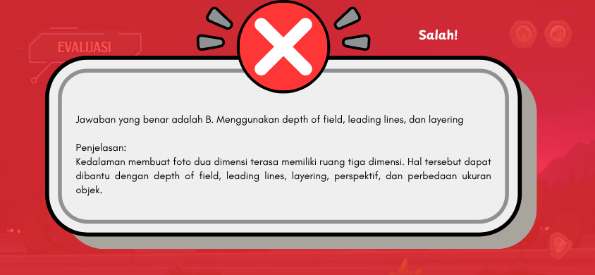 Salah!
EVALUASI
Jawaban yang benar adalah B. Menggunakan depth of field, leading lines, dan layering
Penjelasan:
Kedalaman membuat foto dua dimensi terasa memiliki ruang tiga dimensi. Hal tersebut dapat
dibantu dengan depth of field, leading lines, layering, perspektif, dan perbedaan ukuran
objek.